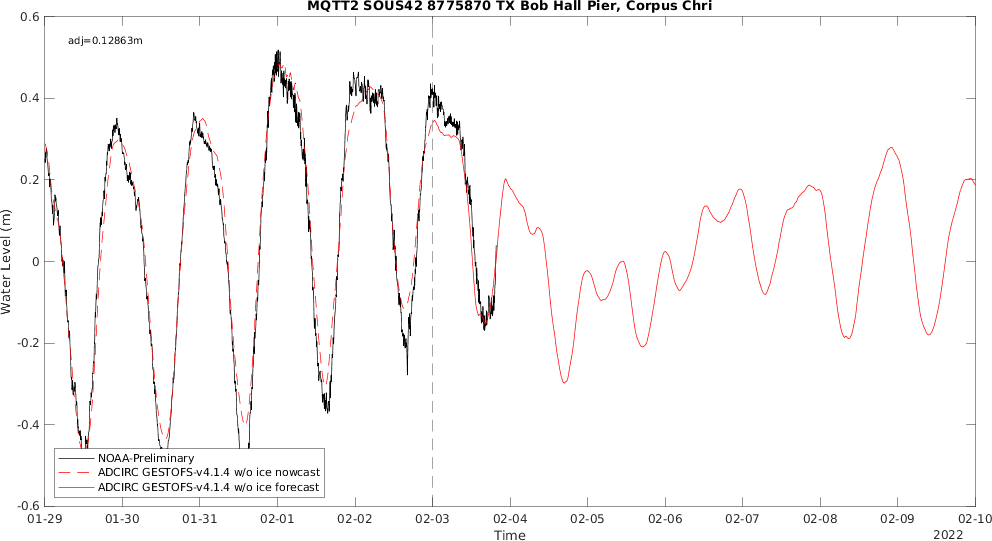 MQTT2 SOUS42 8775870 TX Bob Hall Pier, Corpus Chri
adj=0.12863m
0.6
0.4
0.2
0
-0.2
-0.4
-0.6
Water Level (m)
NOAA-Preliminary
ADCIRC GESTOFS-v4.1.4 w/o ice nowcast
ADCIRC GESTOFS-v4.1.4 w/o ice forecast
01-29 01-30 01-31 02-01 02-02 02-03 02-04 02-05 02-06 02-07 02-08 02-09 02-10
Time
2022